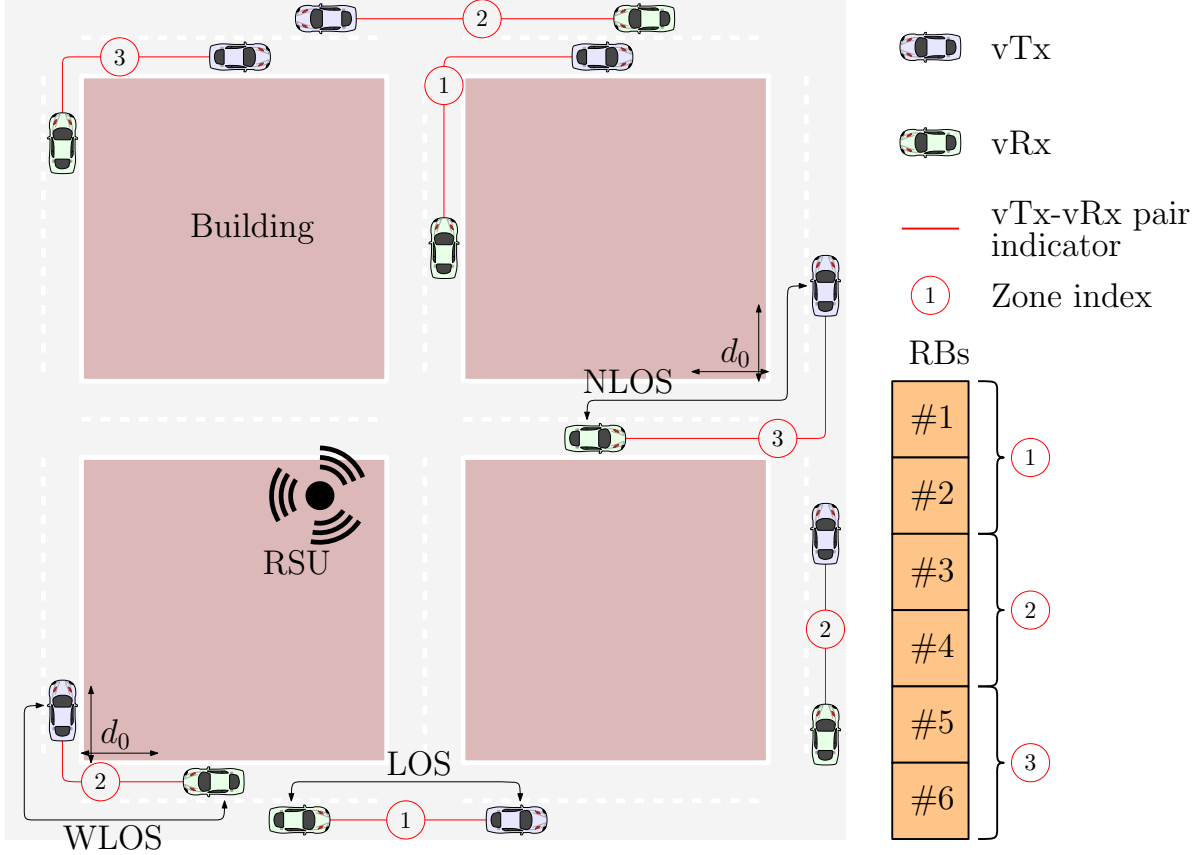 2
3
1
Building
d₀
NLOS
3
RSU
2
d₀
2
LOS
1
WLOS
vTx
vRx
vTx-vRx pair
indicator
1 Zone index
RBs
#1
#2
1
#3
#4
2
#5
#6
3